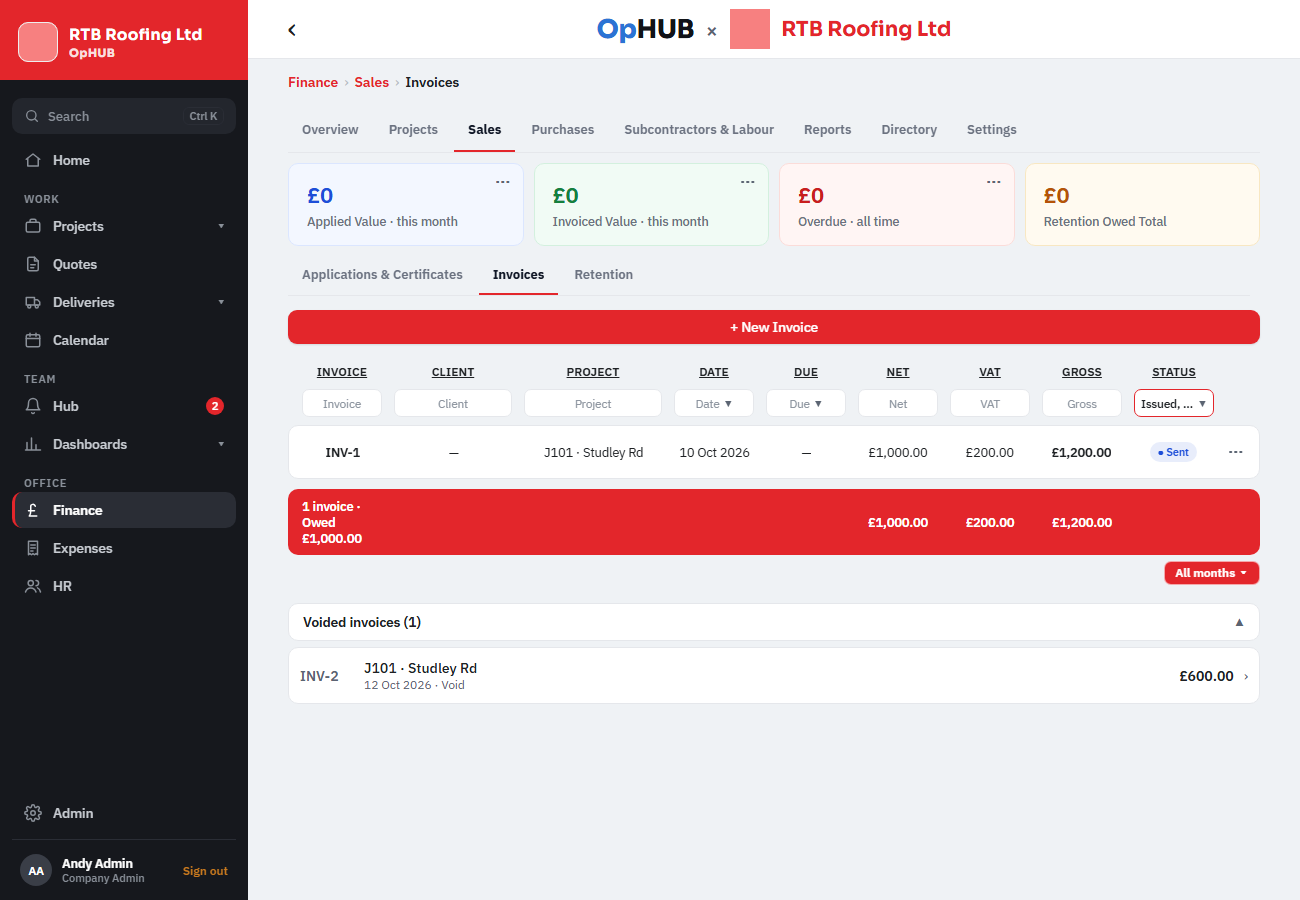 RTB Roofing Ltd
OpHUB
Search Ctrl K
Home
WORK
Projects
Quotes
Deliveries
Calendar
TEAM
Hub 2
Dashboards
OFFICE
Finance
Expenses
HR
Admin
AA Andy Admin
Company Admin
Sign out
OpHUB × RTB Roofing Ltd
Finance › Sales › Invoices
Overview Projects Sales Purchases Subcontractors & Labour Reports Directory Settings
£0 £0 £0 £0
Applied Value · this month Invoiced Value · this month Overdue · all time Retention Owed Total
Applications & Certificates Invoices Retention
+ New Invoice
INVOICE CLIENT PROJECT DATE DUE NET VAT GROSS STATUS
Invoice Client Project Date ▼ Due ▼ Net VAT Gross Issued, ... ▼
INV-1 — J101 · Studley Rd 10 Oct 2026 — £1,000.00 £200.00 £1,200.00 • Sent ···
1 invoice ·
Owed £1,000.00 £200.00 £1,200.00
£1,000.00
All months
Voided invoices (1) ▲
INV-2 J101 · Studley Rd £600.00 ›
12 Oct 2026 · Void